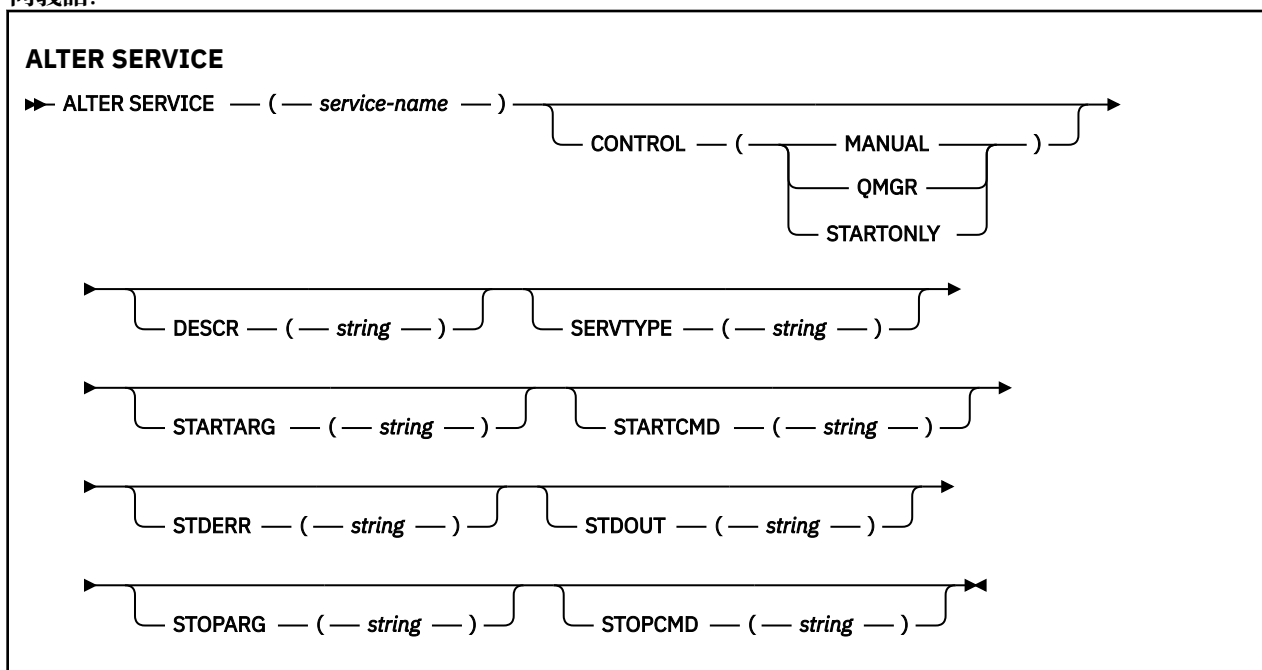 ALTER SERVICE
ALTER SERVICE ( service-name )
CONTROL ( MANUAL )
QMGR
STARTONLY
DESCR ( string ) SERVTYPE ( string )
STARTARG ( string ) STARTCMD ( string )
STDERR ( string ) STDOUT ( string )
STOPARG ( string ) STOPCMD ( string )